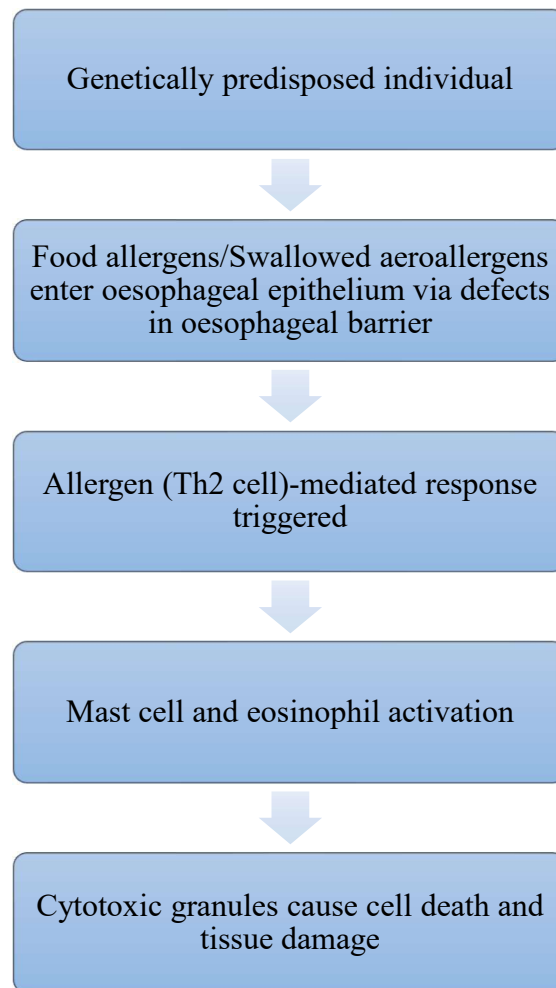 Genetically predisposed individual
Food allergens/Swallowed aeroallergens
enter oesophageal epithelium via defects
in oesophageal barrier
Allergen (Th2 cell)-mediated response
triggered
Mast cell and eosinophil activation
Cytotoxic granules cause cell death and
tissue damage